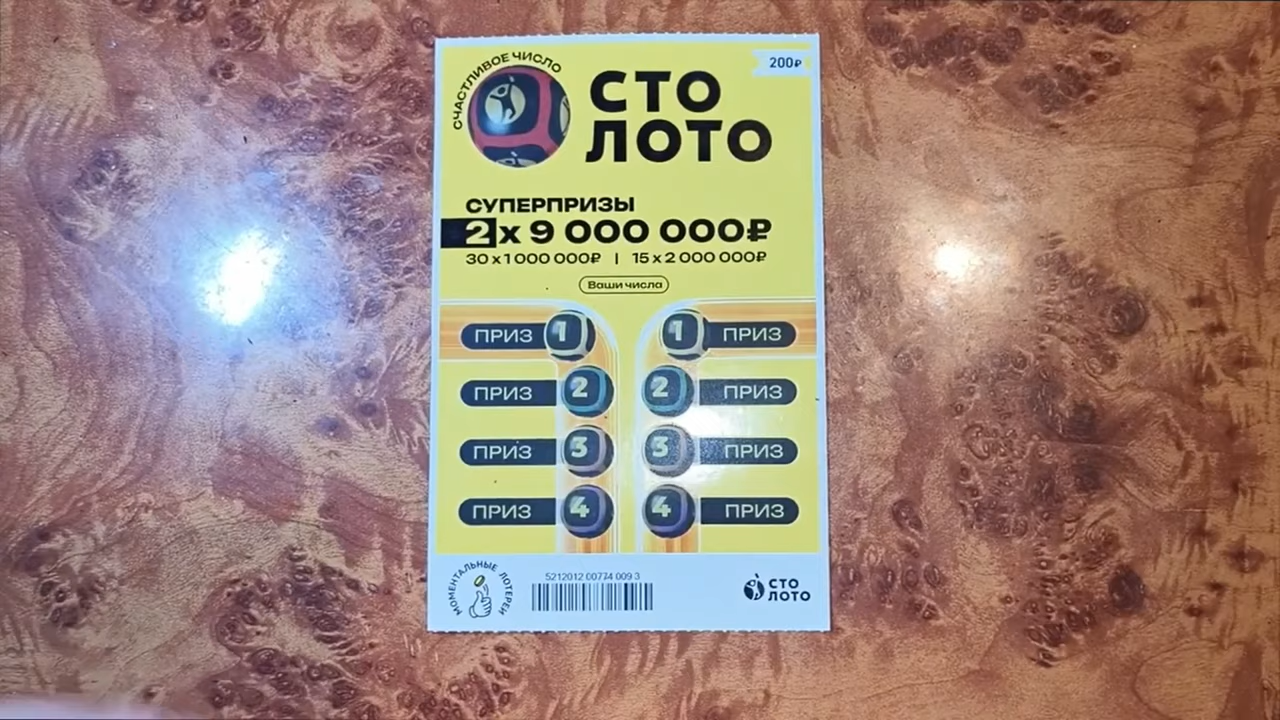 СЧАСТЛИВОЕ ЧИСЛО
СТО
ЛОТО
200₽
СУПЕРПРИЗЫ
2 х 9 000 000₽
30 х 1 000 000₽ | 15 х 2 000 000₽
Ваши числа
ПРИЗ 1 1 ПРИЗ
ПРИЗ 2 2 ПРИЗ
ПРИЗ 3 3 ПРИЗ
ПРИЗ 4 4 ПРИЗ
МОМЕНТАЛЬНЫЕ ЛОТЕРЕИ
5212012 00774 009 3
СТО
ЛОТО